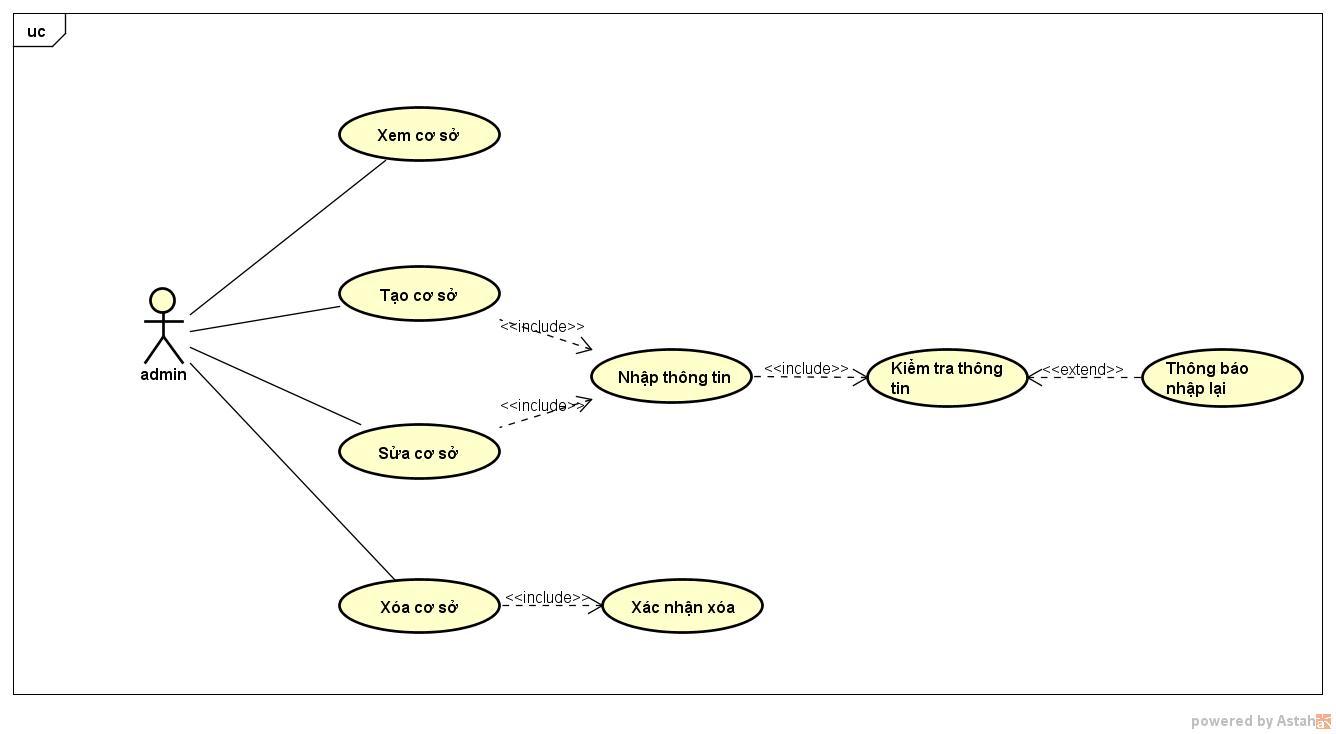 uc
Xem cơ sở
Tạo cơ sở
<<include>>
admin
Nhập thông tin
<<include>>
Kiểm tra thông
tin
<<extend>>
Thông báo
nhập lại
<<include>>
Sửa cơ sở
Xóa cơ sở
<<include>>
Xác nhận xóa
powered by Astah